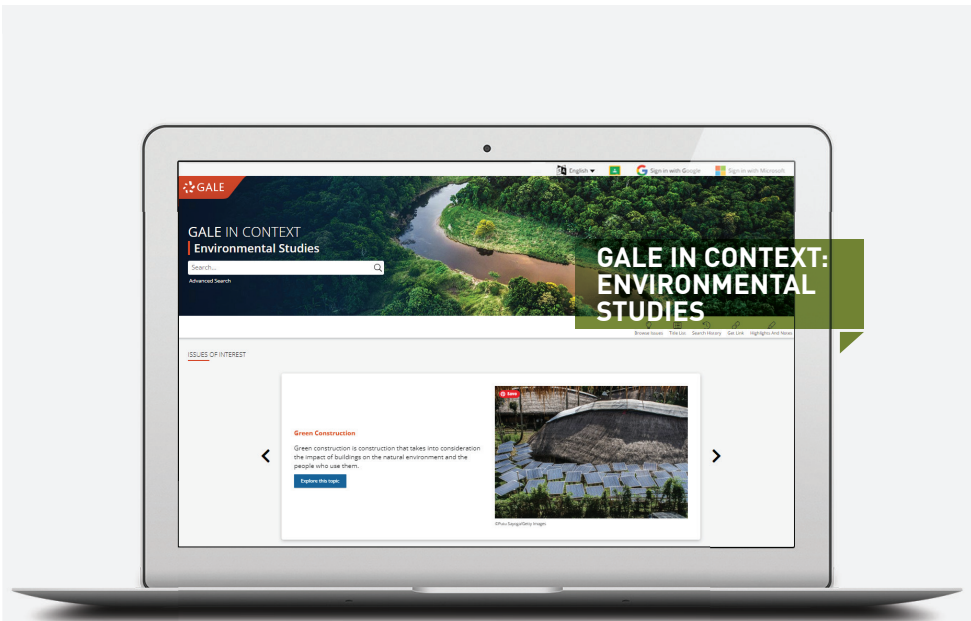 English
Sign in with Google
Sign in with Microsoft
GALE
GALE IN CONTEXT
Environmental Studies
Search...
Advanced Search
GALE IN CONTEXT:
ENVIRONMENTAL
STUDIES
Browse Issues Title List Search History Get Link Highlights And Notes
ISSUES OF INTEREST
Save
Green Construction
Green construction is construction that takes into consideration
the impact of buildings on the natural environment and the
people who use them.
Explore this topic